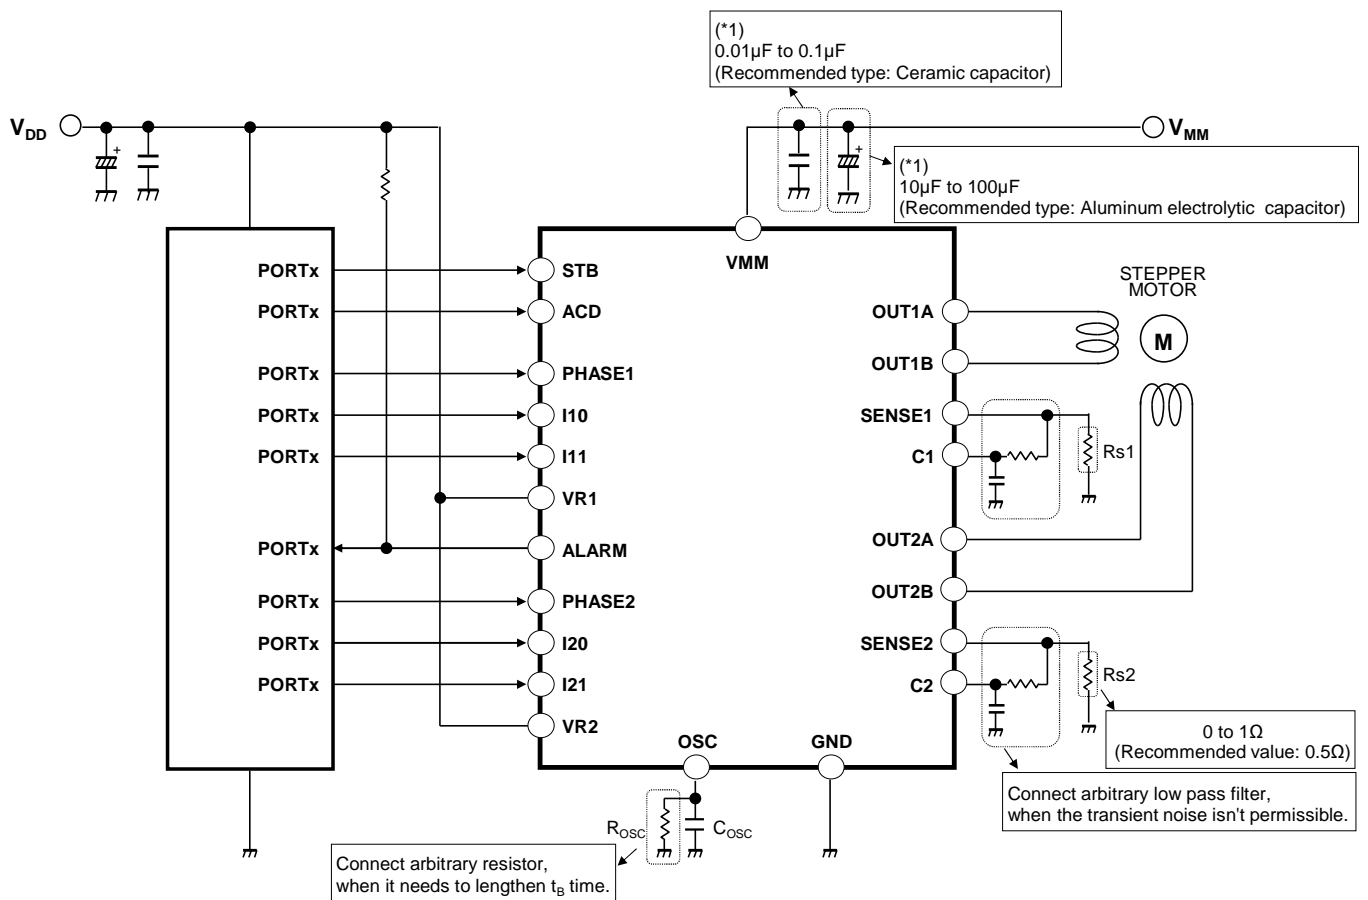 (*1)
0.01µF to 0.1µF
(Recommended type: Ceramic capacitor)
VDD
+
+
VMM
(*1)
10µF to 100µF
(Recommended type: Aluminum electrolytic capacitor)
VMM
PORTx
STB
STEPPER
MOTOR
PORTx
ACD
OUT1A
M
OUT1B
PORTx
PHASE1
PORTx
I10
SENSE1
PORTx
I11
C1
Rs1
VR1
PORTx
ALARM
OUT2A
OUT2B
PORTx
PHASE2
PORTx
I20
SENSE2
PORTx
I21
C2
Rs2
VR2
OSC
GND
0 to 1Ω
(Recommended value: 0.5Ω)
Connect arbitrary low pass filter,
when the transient noise isn't permissible.
ROSC
COSC
Connect arbitrary resistor,
when it needs to lengthen tB time.